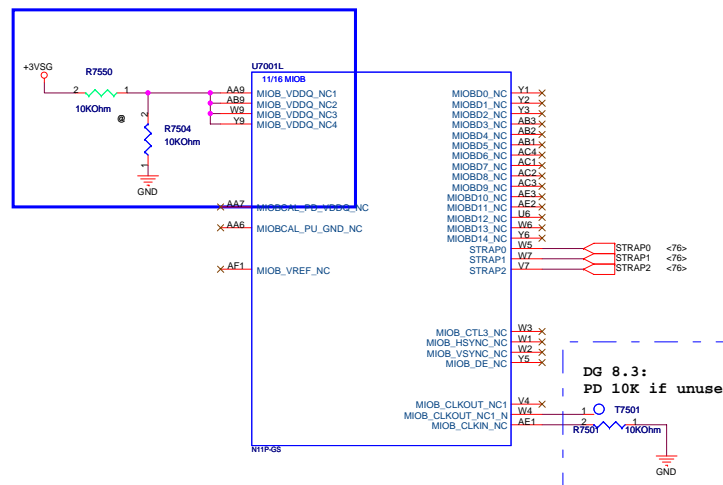 U7001L
11/16 MIOB
+3VSG
R7550
2 1
10KOhm
@
2
R7504
10KOhm
1
GND
AA9 MIOB_VDDQ_NC1
AB9 MIOB_VDDQ_NC2
W9 MIOB_VDDQ_NC3
Y9 MIOB_VDDQ_NC4
AA7 MIOBCAL_PD_VDDQ_NC
AA6 MIOBCAL_PU_GND_NC
AF1 MIOB_VREF_NC
MIOBD0_NC Y1
MIOBD1_NC Y2
MIOBD2_NC Y3
MIOBD3_NC AB3
MIOBD4_NC AB2
MIOBD5_NC AB1
MIOBD6_NC AC4
MIOBD7_NC AC1
MIOBD8_NC AC2
MIOBD9_NC AC3
MIOBD10_NC AE3
MIOBD11_NC AE2
MIOBD12_NC U6
MIOBD13_NC W6
MIOBD14_NC Y6
STRAP0 W5 STRAP0 <76>
STRAP1 W7 STRAP1 <76>
STRAP2 V7 STRAP2 <76>
MIOB_CTL3_NC W3
MIOB_HSYNC_NC W1
MIOB_VSYNC_NC W2
MIOB_DE_NC Y5
MIOB_CLKOUT_NC1 V4
MIOB_CLKOUT_NC1_N W4
MIOB_CLKIN_NC AE1
DG 8.3:
PD 10K if unuse
1 T7501
2 1
R7501 10KOhm
GND
N11P-GS